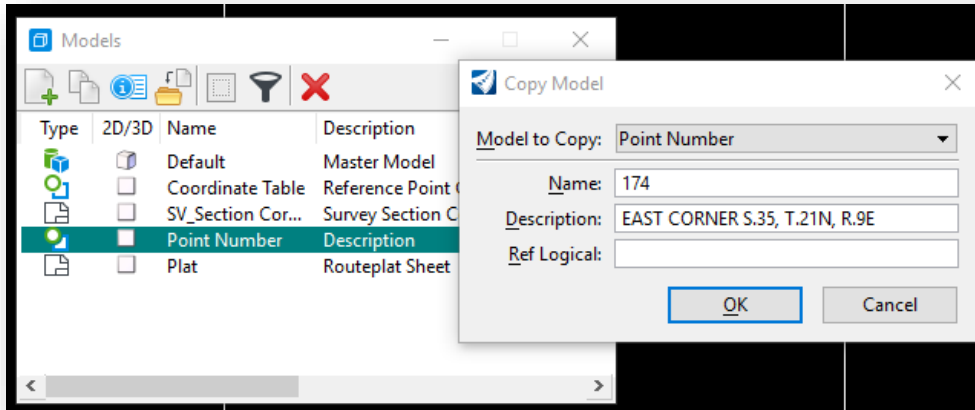 Models
Type 2D/3D Name Description
Default Master Model
Coordinate Table Reference Point
SV_Section Cor... Survey Section C
Point Number Description
Plat Routeplat Sheet
Copy Model
Model to Copy: Point Number
Name: 174
Description: EAST CORNER S.35, T.21N, R.9E
Ref Logical:
OK Cancel